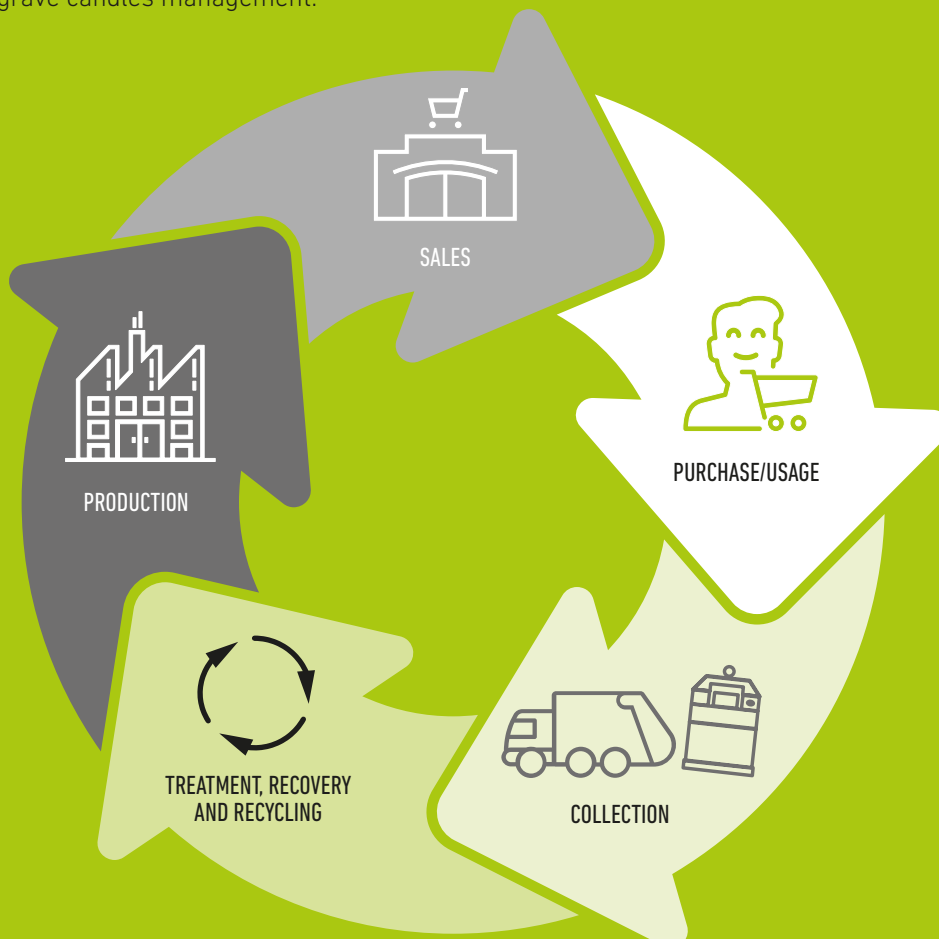 grave candles management.
SALES
PURCHASE/USAGE
PRODUCTION
TREATMENT, RECOVERY
AND RECYCLING
COLLECTION